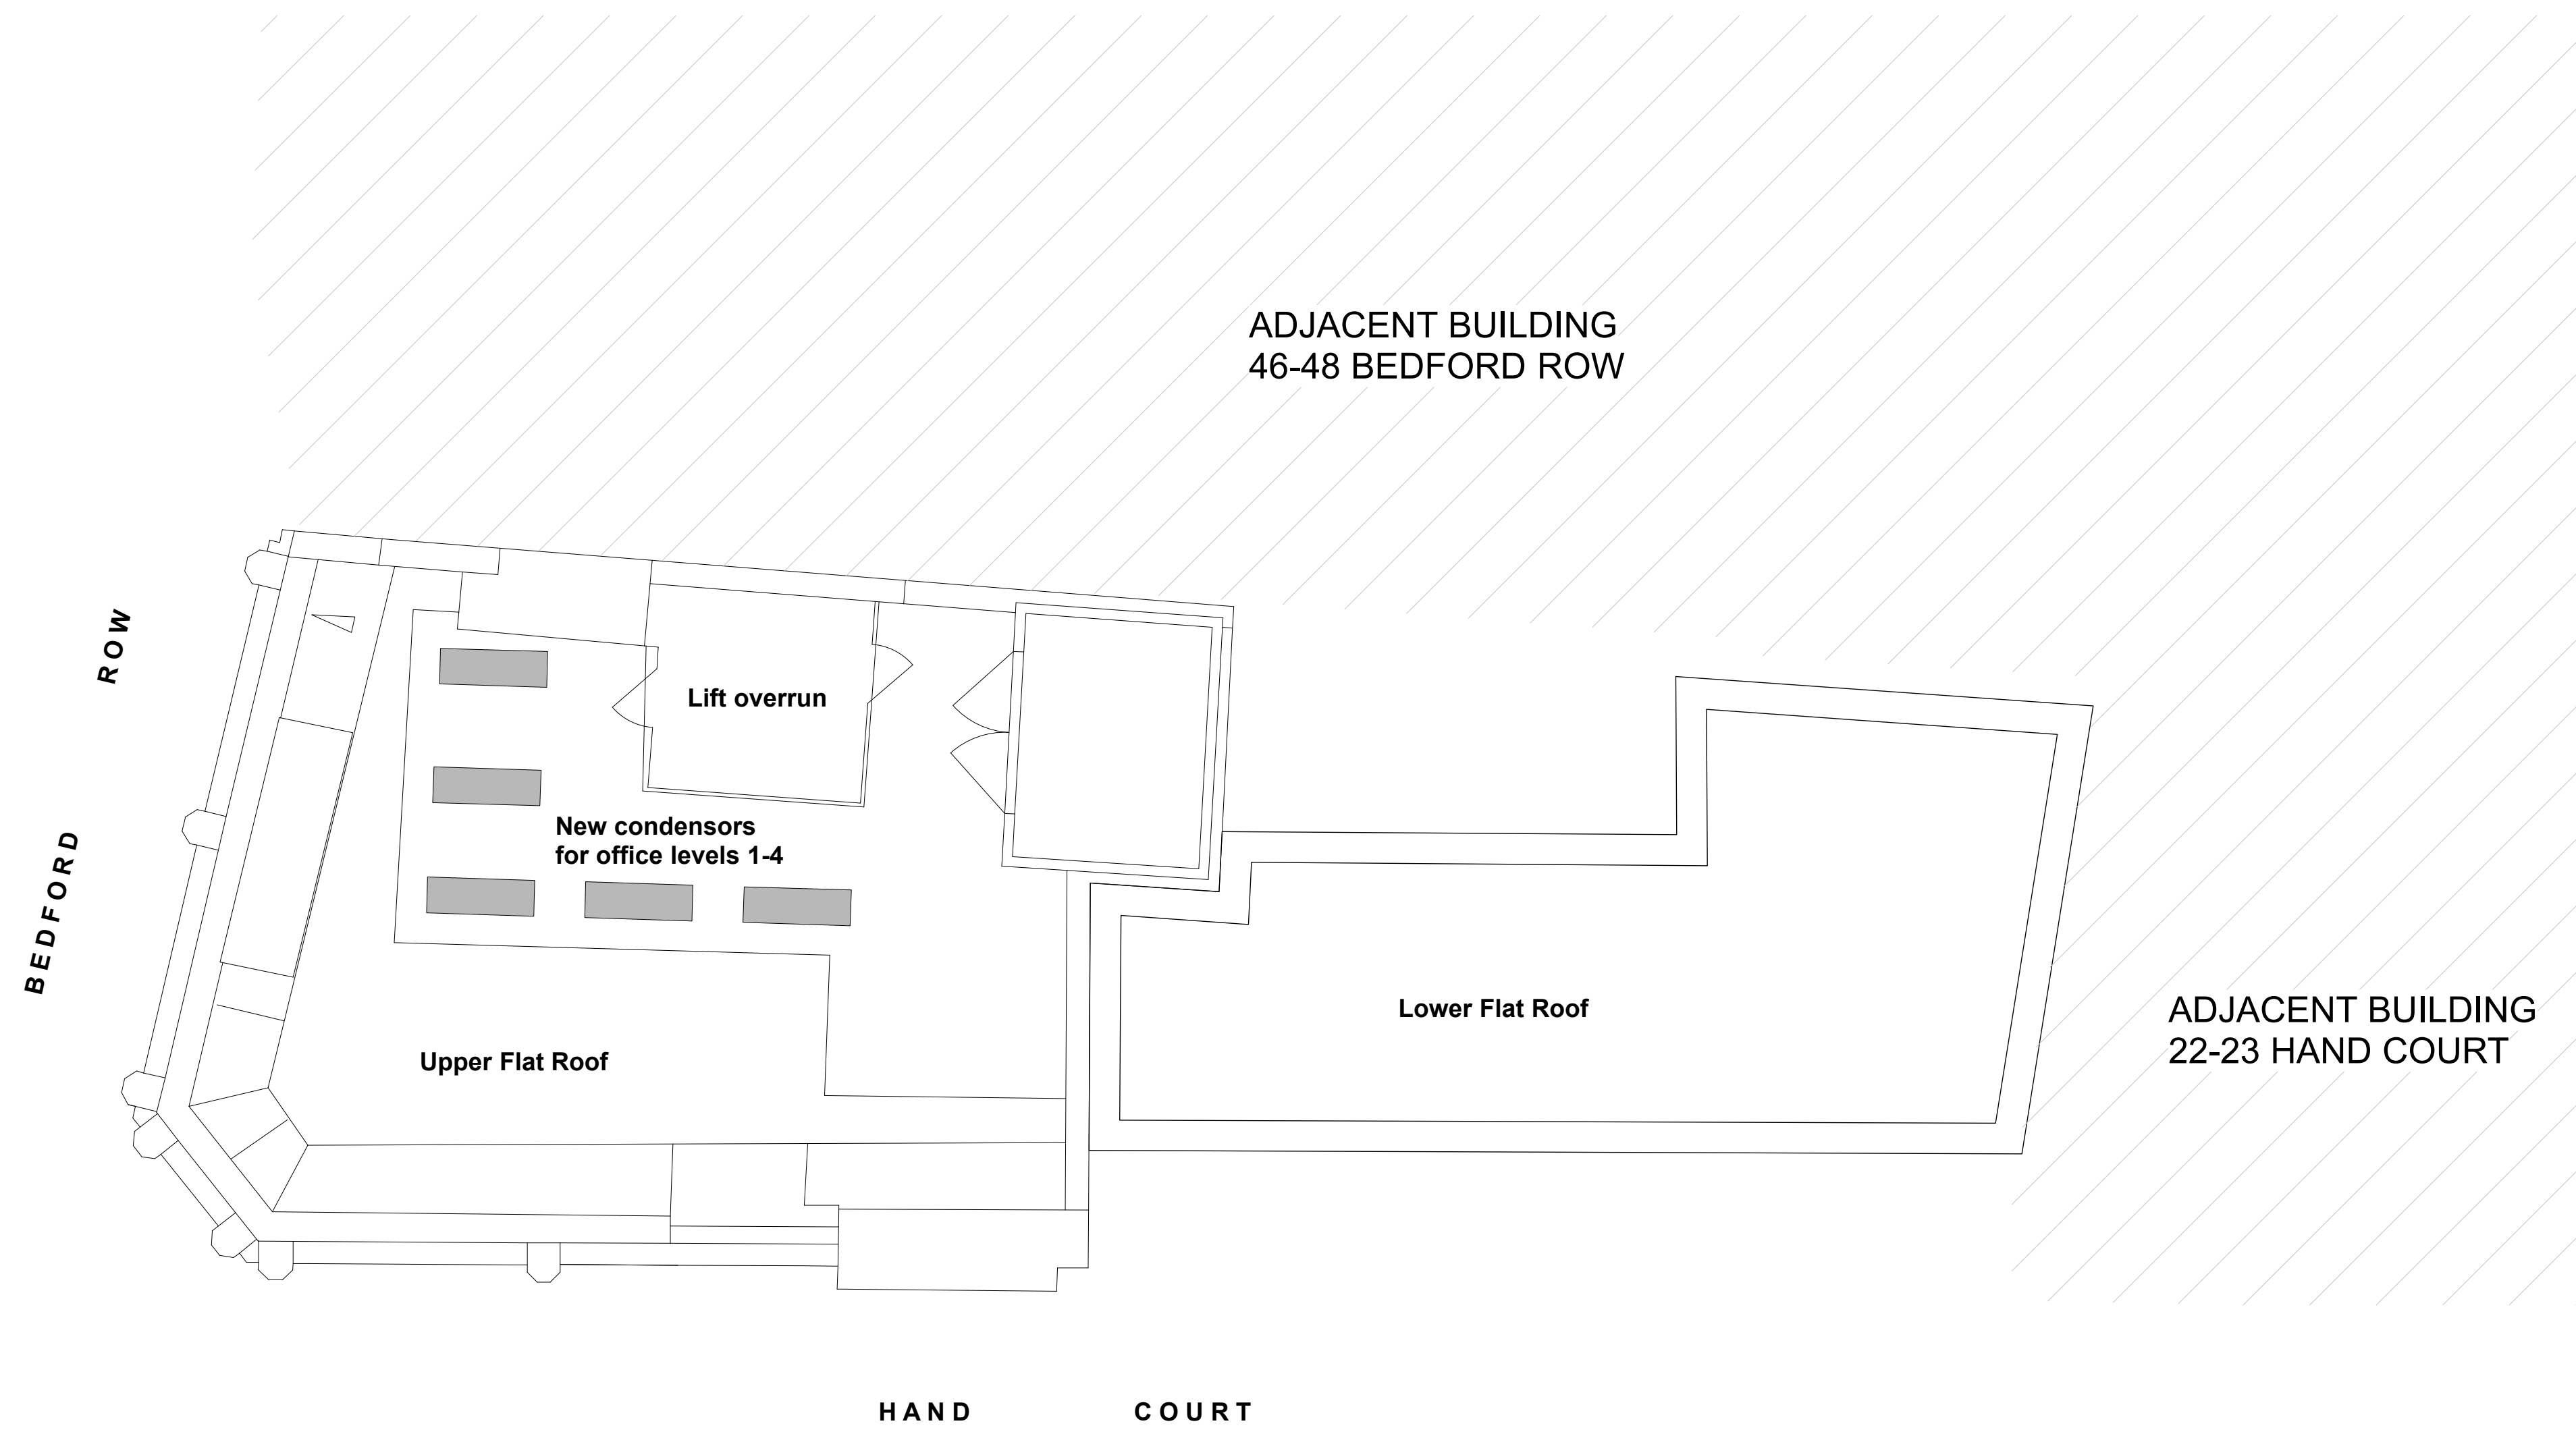 ADJACENT BUILDING
46-48 BEDFORD ROW
BEDFORD ROW
Lift overrun
New condensors
for office levels 1-4
Upper Flat Roof
Lower Flat Roof
ADJACENT BUILDING
22-23 HAND COURT
HAND COURT